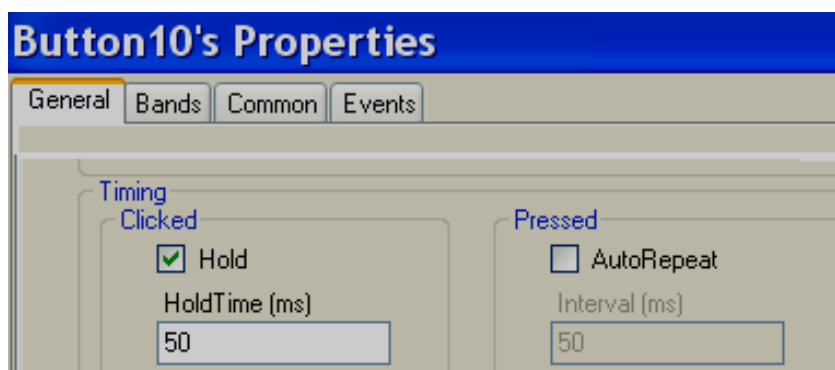 Button10's Properties
General Bands Common Events
Timing
Clicked Pressed
Hold AutoRepeat
HoldTime (ms) Interval (ms)
50 50